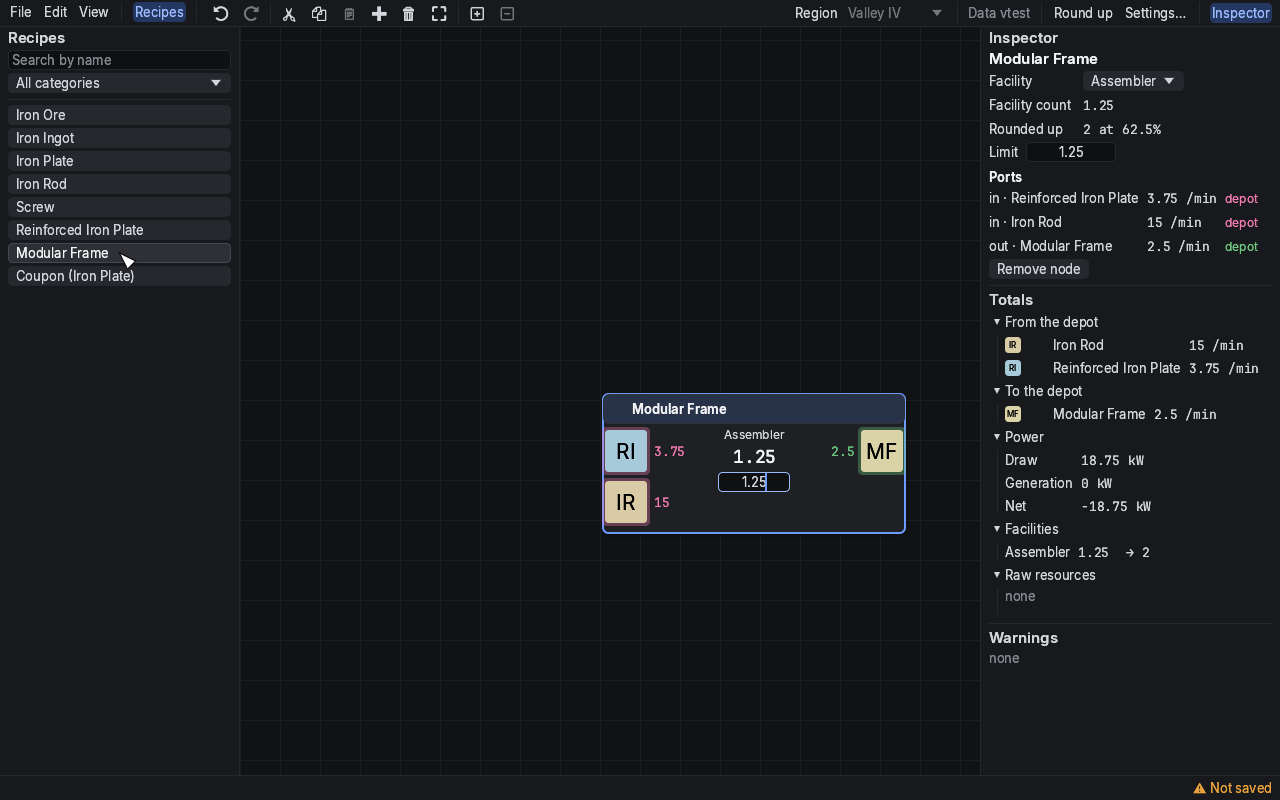 File Edit View Recipes Region Valley IV Data vtest Round up Settings... Inspector
Recipes
Search by name
All categories
Iron Ore
Iron Ingot
Iron Plate
Iron Rod
Screw
Reinforced Iron Plate
Modular Frame
Coupon (Iron Plate)
Modular Frame
Assembler
RI 3.75 1.25 2.5 MF
1.25
IR 15
Inspector
Modular Frame
Facility Assembler
Facility count 1.25
Rounded up 2 at 62.5%
Limit 1.25
Ports
in · Reinforced Iron Plate 3.75 /min depot
in · Iron Rod 15 /min depot
out · Modular Frame 2.5 /min depot
Remove node
Totals
From the depot
IR Iron Rod 15 /min
RI Reinforced Iron Plate 3.75 /min
To the depot
MF Modular Frame 2.5 /min
Power
Draw 18.75 kW
Generation 0 kW
Net -18.75 kW
Facilities
Assembler 1.25 → 2
Raw resources
none
Warnings
none
Not saved